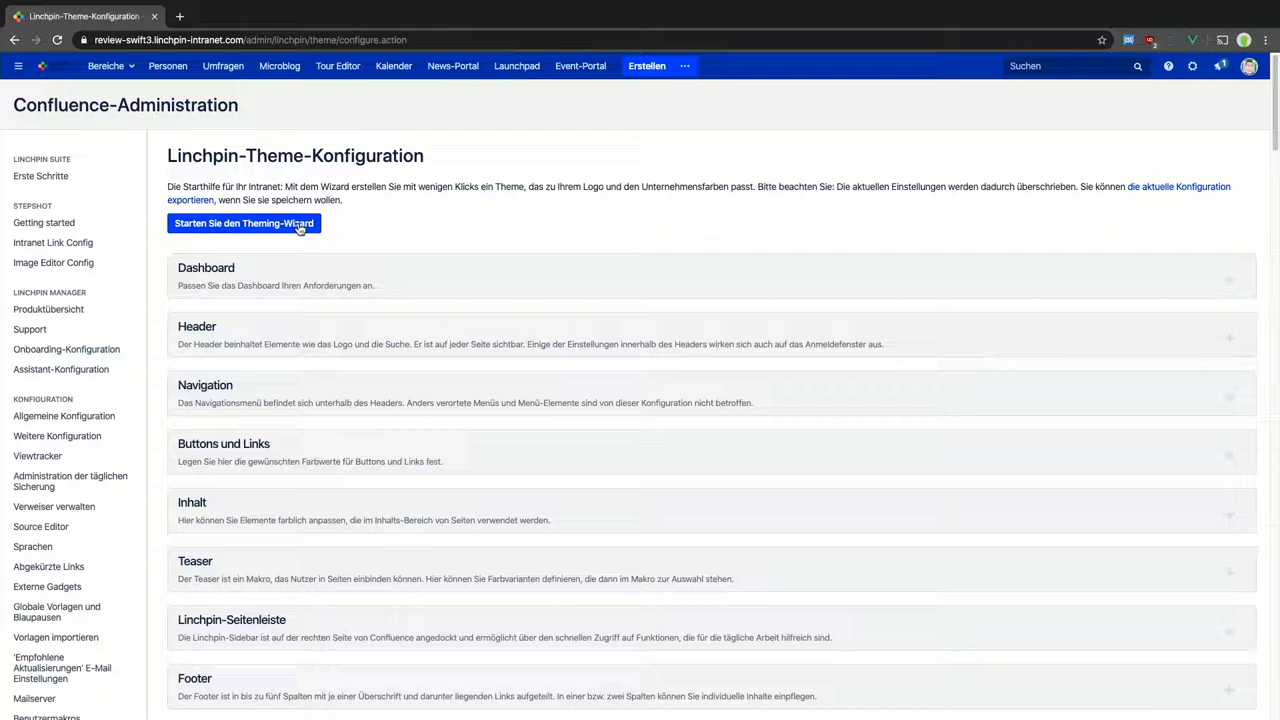 Linchpin-Theme-Konfiguration
review-swift3.linchpin-intranet.com/admin/linchpin/theme/configure.action
2
Bereiche Personen Umfragen Microblog Tour Editor Kalender News-Portal Launchpad Event-Portal Erstellen ··· Suchen 1
Confluence-Administration
LINCHPIN SUITE
Erste Schritte
STEPSHOT
Getting started
Intranet Link Config
Image Editor Config
LINCHPIN MANAGER
Produktübersicht
Support
Onboarding-Konfiguration
Assistant-Konfiguration
KONFIGURATION
Allgemeine Konfiguration
Weitere Konfiguration
Viewtracker
Administration der täglichen
Sicherung
Verweiser verwalten
Source Editor
Sprachen
Abgekürzte Links
Externe Gadgets
Globale Vorlagen und
Blaupausen
Vorlagen importieren
'Empfohlene
Aktualisierungen' E-Mail
Einstellungen
Mailserver
Benutzermakros
Linchpin-Theme-Konfiguration
Die Starthilfe für Ihr Intranet: Mit dem Wizard erstellen Sie mit wenigen Klicks ein Theme, das zu Ihrem Logo und den Unternehmensfarben passt. Bitte beachten Sie: Die aktuellen Einstellungen werden dadurch überschrieben. Sie können die aktuelle Konfiguration
exportieren, wenn Sie sie speichern wollen.
Starten Sie den Theming-Wizard
Dashboard
Passen Sie das Dashboard Ihren Anforderungen an..
Header
Der Header beinhaltet Elemente wie das Logo und die Suche. Er ist auf jeder Seite sichtbar. Einige der Einstellungen innerhalb des Headers wirken sich auch auf das Anmeldefenster aus.
Navigation
Das Navigationsmenü befindet sich unterhalb des Headers. Anders verortete Menüs und Menü-Elemente sind von dieser Konfiguration nicht betroffen.
Buttons und Links
Legen Sie hier die gewünschten Farbwerte für Buttons und Links fest.
Inhalt
Hier können Sie Elemente farblich anpassen, die im Inhalts-Bereich von Seiten verwendet werden.
Teaser
Der Teaser ist ein Makro, das Nutzer in Seiten einbinden können. Hier können Sie Farbvarianten definieren, die dann im Makro zur Auswahl stehen.
Linchpin-Seitenleiste
Die Linchpin-Sidebar ist auf der rechten Seite von Confluence angedockt und ermöglicht über den schnellen Zugriff auf Funktionen, die für die tägliche Arbeit hilfreich sind.
Footer
Der Footer ist in bis zu fünf Spalten mit je einer Überschrift und darunter liegenden Links aufgeteilt. In einer bzw. zwei Spalten können Sie individuelle Inhalte einpflegen.